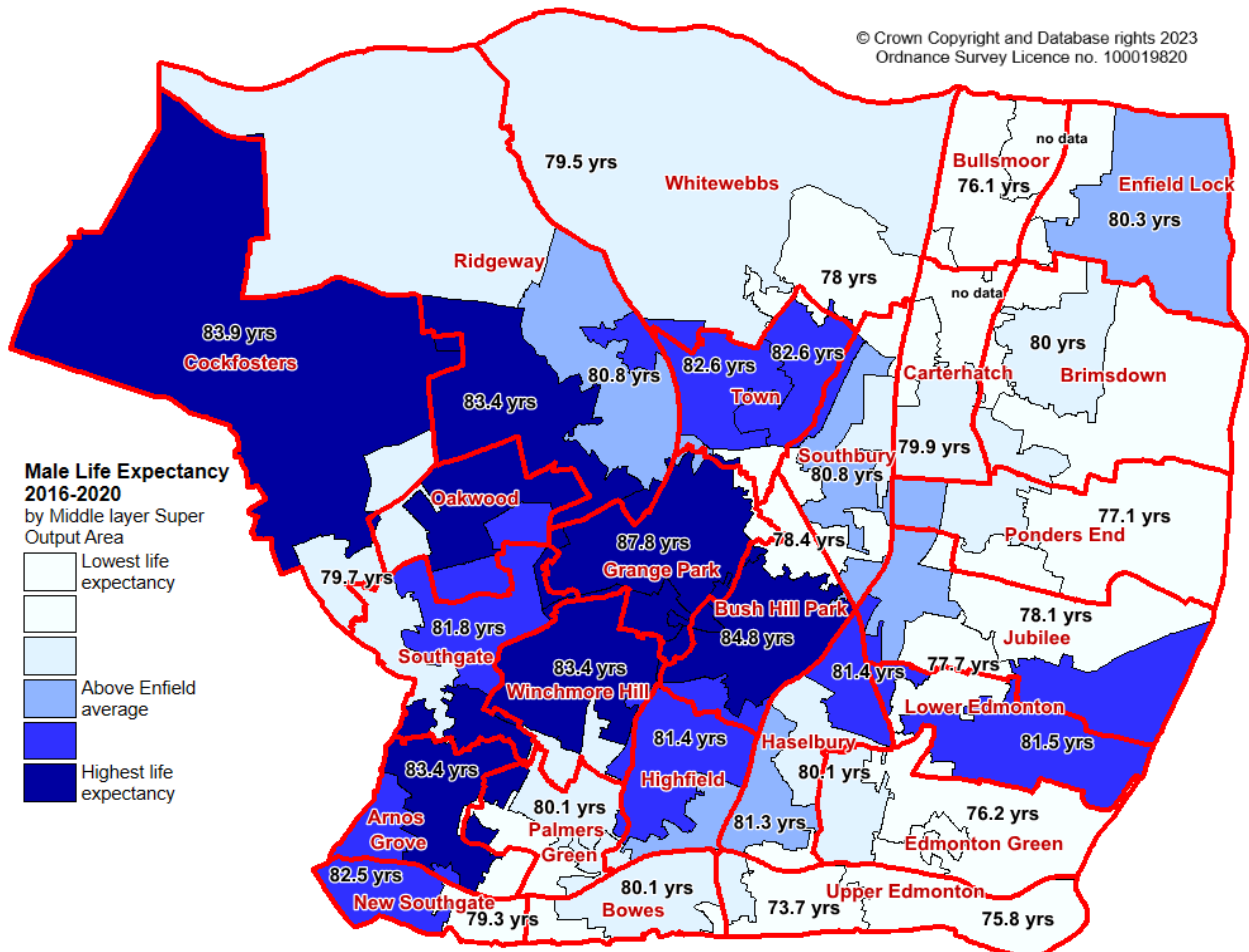 © Crown Copyright and Database rights 2023
Ordnance Survey Licence no. 100019820
no data
Bullsmoor
79.5 yrs
Whitewebbs
76.1 yrs
Enfield Lock
80.3 yrs
Ridgeway
78 yrs
no data
83.9 yrs
Cockfosters
82.6 yrs
82.6 yrs
80 yrs
80.8 yrs
Carterhatch
Brimsdown
83.4 yrs
Town
79.9 yrs
Southbury
80.8 yrs
Male Life Expectancy
2016-2020
by Middle layer Super
Output Area
Lowest life
expectancy
Above Enfield
average
Highest life
expectancy
Oakwood
77.1 yrs
Ponders End
87.8 yrs
Grange Park
78.4 yrs
79.7 yrs
Bush Hill Park
84.8 yrs
78.1 yrs
Jubilee
81.8 yrs
Southgate
83.4 yrs
Winchmore Hill
81.4 yrs
77.7 yrs
Lower Edmonton
81.5 yrs
81.4 yrs
Highfield
Haselbury
80.1 yrs
83.4 yrs
Arnos
Grove
80.1 yrs
Palmers
Green
81.3 yrs
76.2 yrs
Edmonton Green
82.5 yrs
New Southgate
79.3 yrs
80.1 yrs
Bowes
Upper Edmonton
73.7 yrs
75.8 yrs